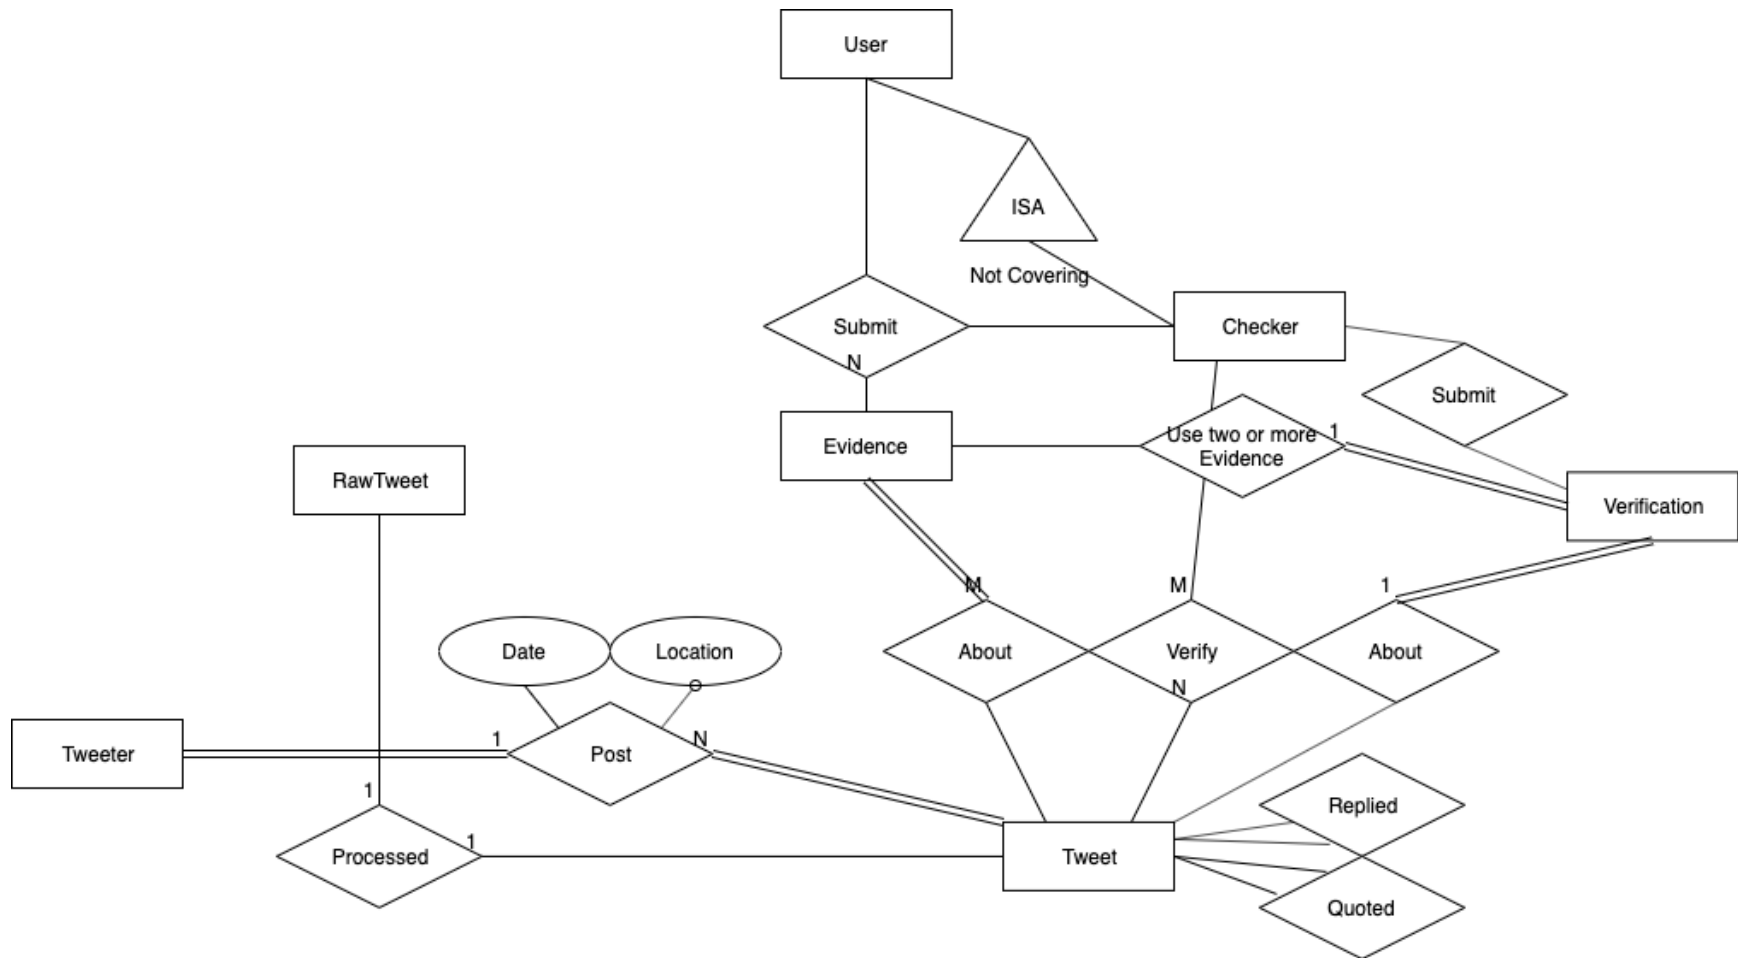 User
ISA
Not Covering
Submit
N
Checker
Submit
Evidence
Use two or more
Evidence
1
RawTweet
Verification
M
M
1
Date
Location
About
Verify
About
N
Tweeter
1
Post
N
1
Processed
1
Tweet
Replied
Quoted